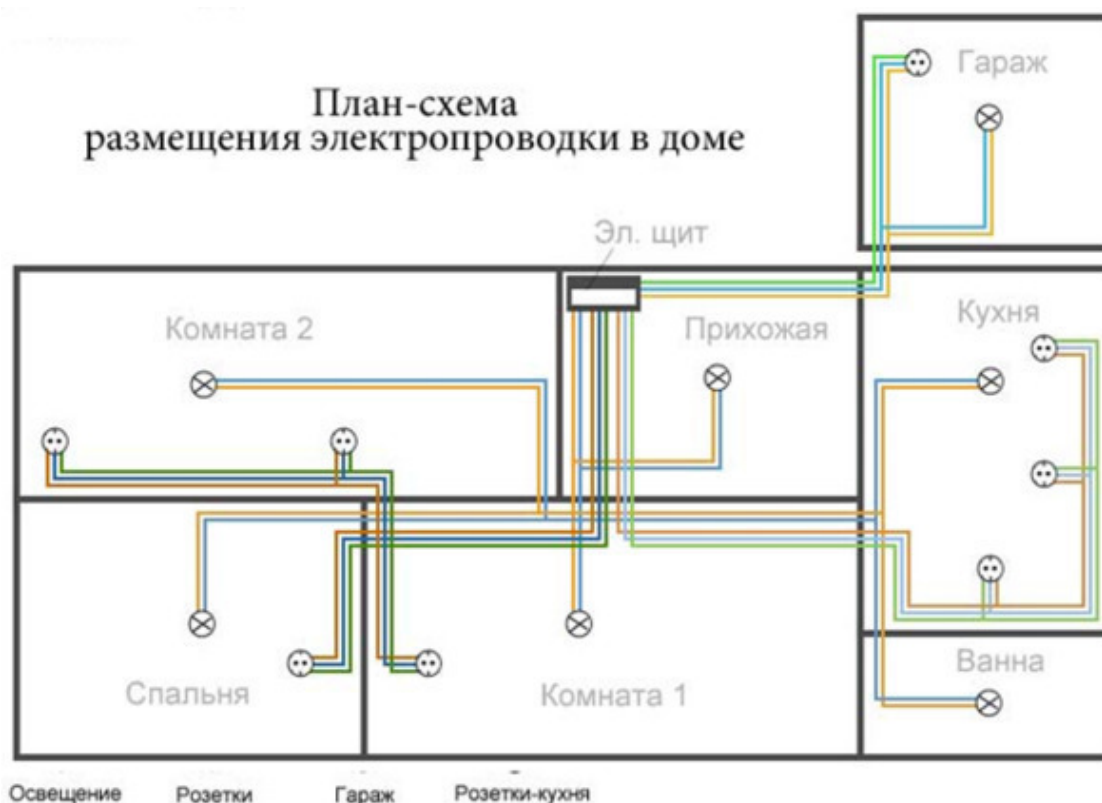 План-схема
размещения электропроводки в доме
Гараж
Эл. щит
Комната 2
Прихожая
Кухня
Спальня
Комната 1
Ванна
Освещение Розетки Гараж Розетки-кухня